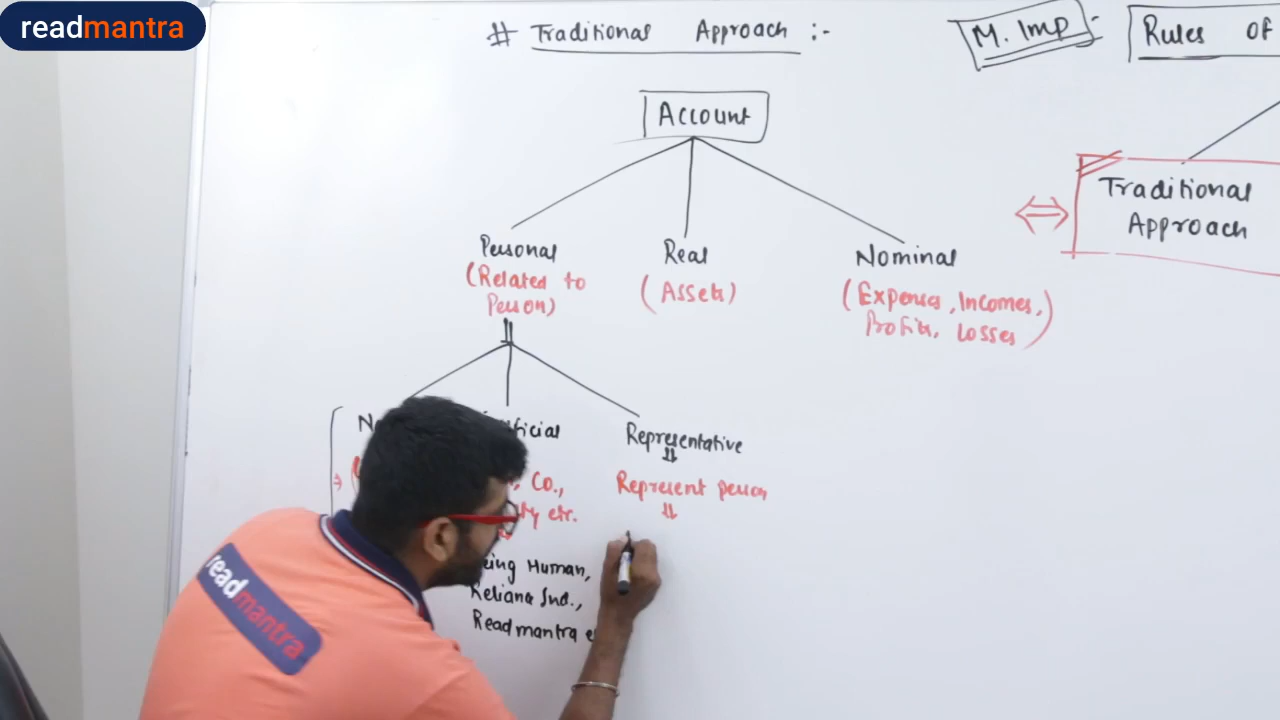 readmantra
# Traditional Approach :-
M. Imp :-
Rules Of
Account
Traditional
Approach
Personal
Real
Nominal
(Related to
Person)
(Assets)
(Expenses, Incomes,
Profits, Losses)
Representative
Co.,
Represent person
etc.
Human,
Ind.,
Readmantra
readmantra